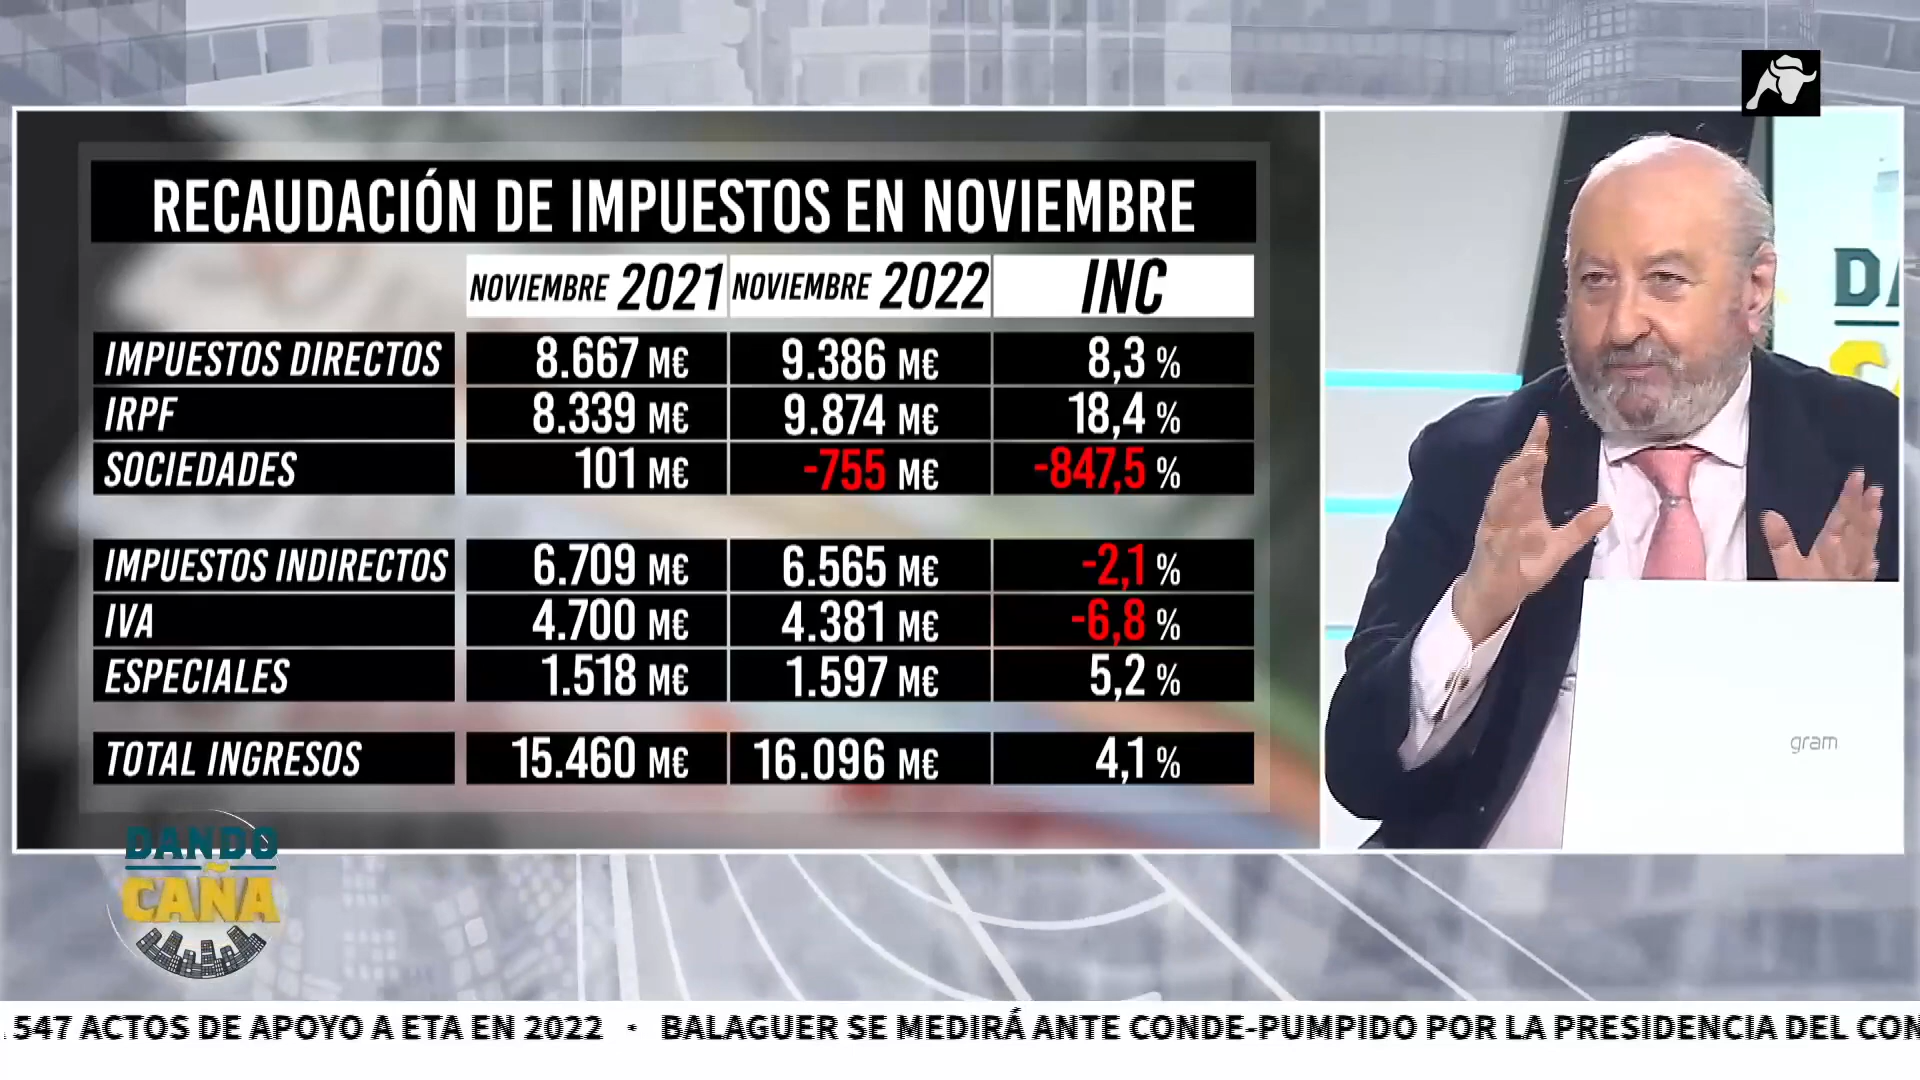 RECAUDACIÓN DE IMPUESTOS EN NOVIEMBRE
NOVIEMBRE 2021 NOVIEMBRE 2022 INC
IMPUESTOS DIRECTOS 8.667 M€ 9.386 M€ 8,3 %
IRPF 8.339 M€ 9.874 M€ 18,4 %
SOCIEDADES 101 M€ -755 M€ -847,5 %
IMPUESTOS INDIRECTOS 6.709 M€ 6.565 M€ -2,1 %
IVA 4.700 M€ 4.381 M€ -6,8 %
ESPECIALES 1.518 M€ 1.597 M€ 5,2 %
TOTAL INGRESOS 15.460 M€ 16.096 M€ 4,1 %
gram
DANDO
CAÑA
547 ACTOS DE APOYO A ETA EN 2022 · BALAGUER SE MEDIRÁ ANTE CONDE-PUMPIDO POR LA PRESIDENCIA DEL CON